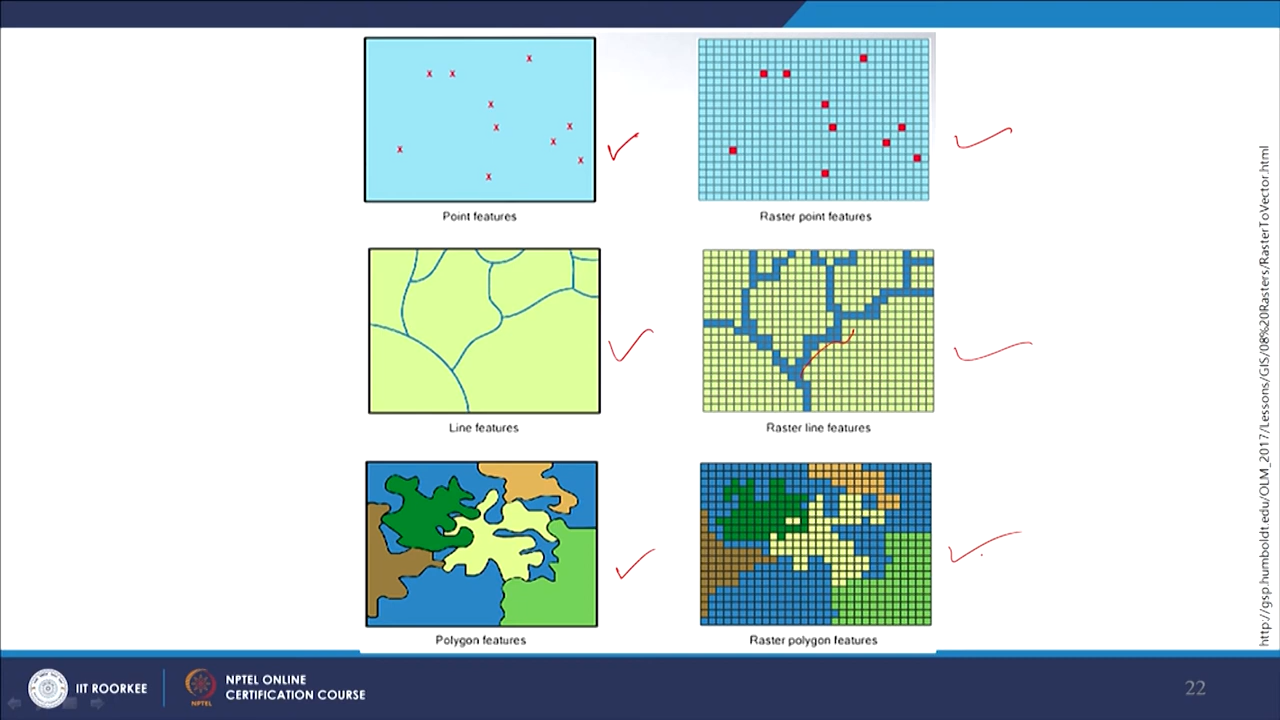 Point features
Raster point features
Line features
Raster line features
Polygon features
Raster polygon features
http://gsp.humboldt.edu/OLM_2017/Lessons/GIS/08%20Rasters/RasterToVector.html
IIT ROORKEE
NPTEL
NPTEL ONLINE
CERTIFICATION COURSE
22